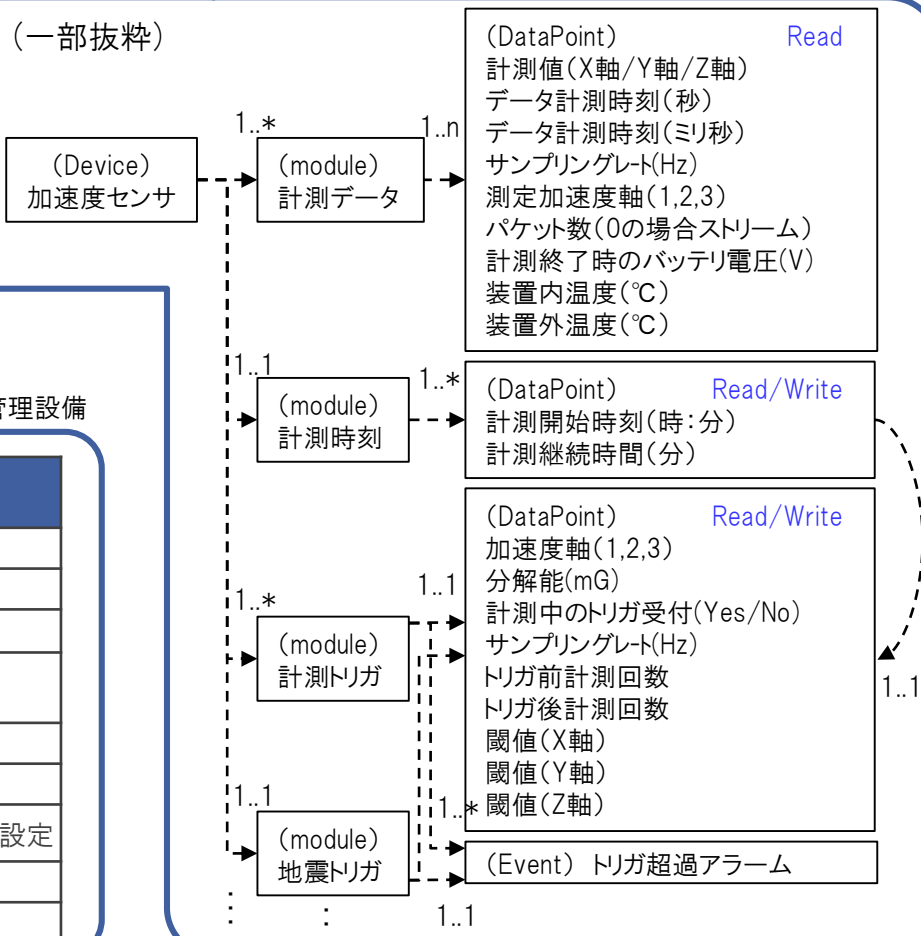 （一部抜粋）
(Device)
加速度センサ
1..*
(module)
計測データ
1..n
(DataPoint) Read
計測値(X軸/Y軸/Z軸)
データ計測時刻(秒)
データ計測時刻(ミリ秒)
サンプリングレート(Hz)
測定加速度軸(1,2,3)
パケット数(0の場合ストリーム)
計測終了時のバッテリ電圧(V)
装置内温度(℃)
装置外温度(℃)
1..1
(module)
計測時刻
1..*
(DataPoint) Read/Write
計測開始時刻(時：分)
計測継続時間(分)
管理設備
1..*
(module)
計測トリガ
1..1
(DataPoint) Read/Write
加速度軸(1,2,3)
分解能(mG)
計測中のトリガ受付(Yes/No)
サンプリングレート(Hz)
トリガ前計測回数
トリガ後計測回数
閾値(X軸)
閾値(Y軸)
閾値(Z軸)
1..1
設定
1..1
(module)
地震トリガ
1..*
(Event) トリガ超過アラーム
1..1
⋮
：